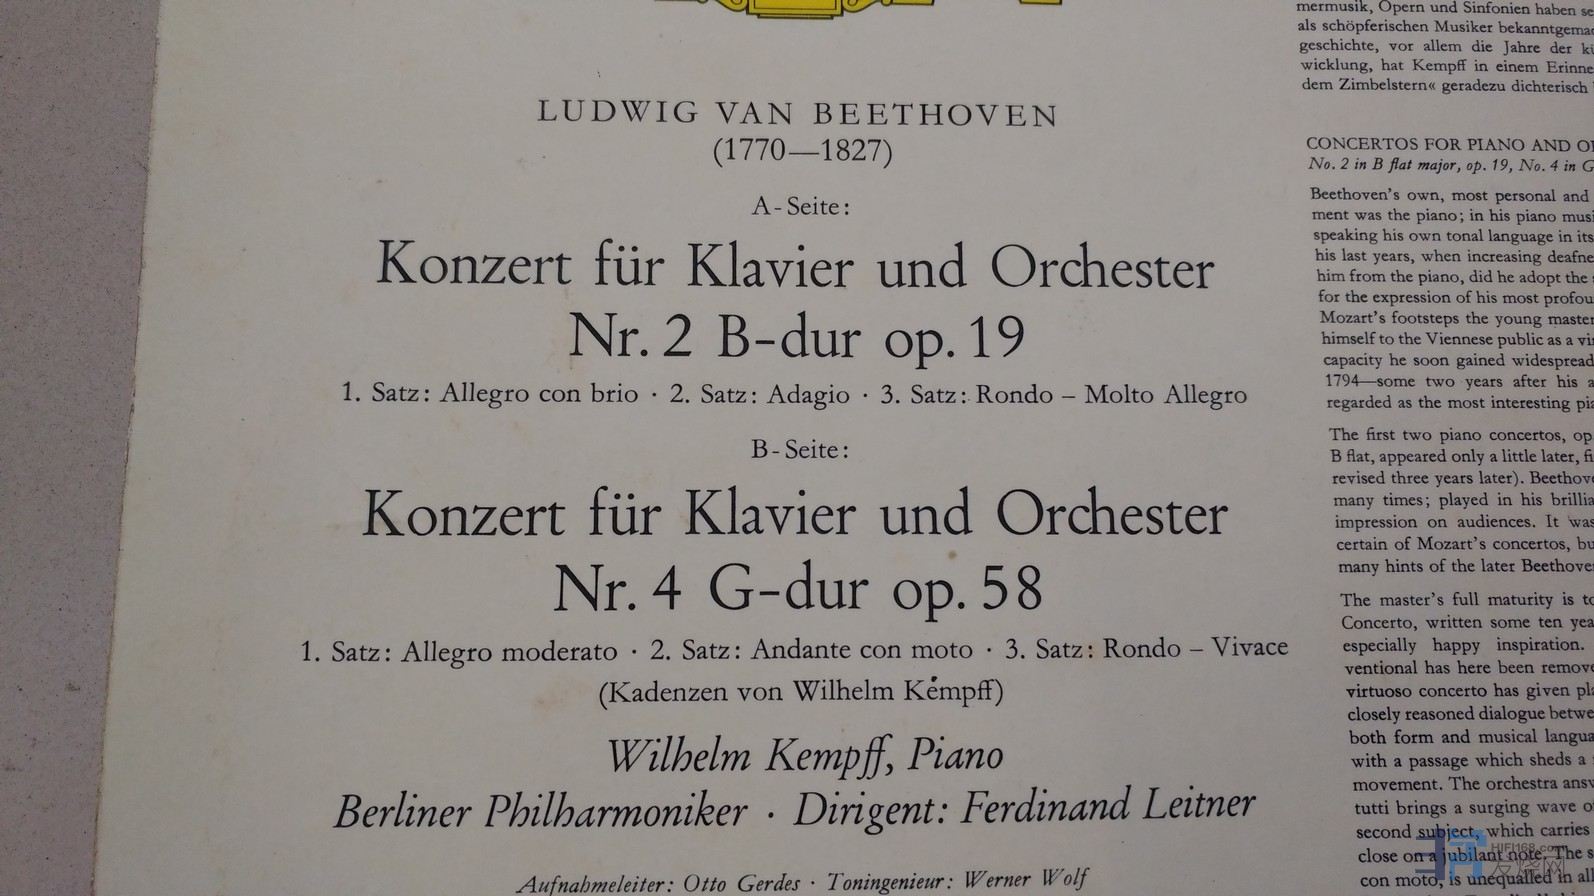 LUDWIG VAN BEETHOVEN
(1770—1827)
A-Seite:
Konzert für Klavier und Orchester
Nr. 2 B-dur op. 19
1. Satz: Allegro con brio · 2. Satz: Adagio · 3. Satz: Rondo – Molto Allegro
B-Seite:
Konzert für Klavier und Orchester
Nr. 4 G-dur op. 58
1. Satz: Allegro moderato · 2. Satz: Andante con moto · 3. Satz: Rondo – Vivace
(Kadenzen von Wilhelm Kempff)
Wilhelm Kempff, Piano
Berliner Philharmoniker · Dirigent: Ferdinand Leitner
Aufnahmeleiter: Otto Gerdes · Toningenieur: Werner Wolf
mermusik, Opern und Sinfonien haben
als schöpferischen Musiker
geschichte, vor allem die Jahre der
wicklung, hat Kempff in einem
dem Zimbelstern« geradezu dichterisch
CONCERTOS FOR PIANO AND
No. 2 in B flat major, op. 19, No. 4 in G
Beethoven's own, most personal and
ment was the piano; in his piano
speaking his own tonal language in its
his last years, when increasing
him from the piano, did he adopt the
for the expression of his most
Mozart's footsteps the young
himself to the Viennese public as a
capacity he soon gained widespread
1794—some two years after his
regarded as the most interesting
The first two piano concertos,
B flat, appeared only a little later,
revised three years later).
many times; played in his
impression on audiences. It was
certain of Mozart's concertos,
many hints of the later
The master's full maturity is
Concerto, written some ten
especially happy inspiration.
ventional has here been
virtuoso concerto has given
closely reasoned dialogue
both form and musical
with a passage which sheds a
movement. The orchestra
tutti brings a surging wave
second subject, which carries
close on a jubilant note. The
con moto, is unequalled in
HIFI168.com